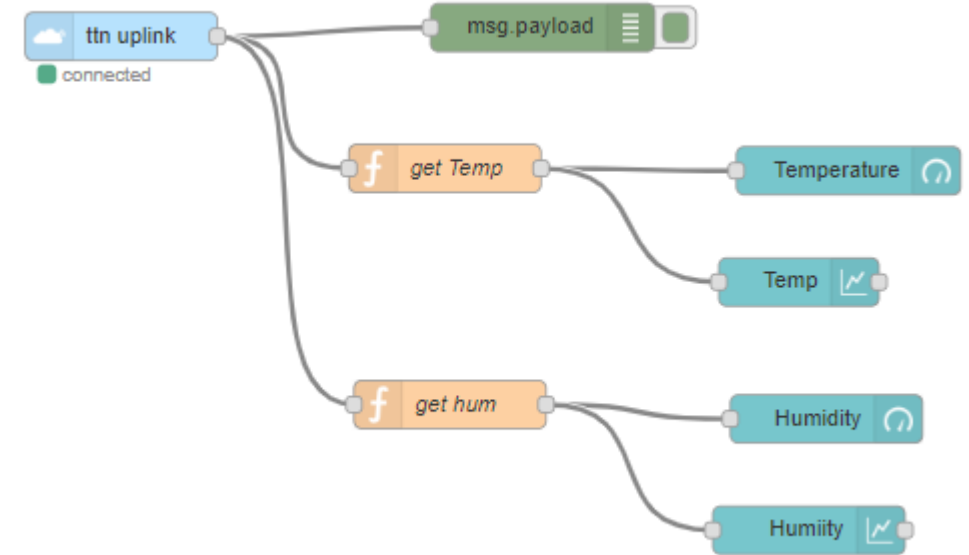 ttn uplink
msg.payload
connected
get Temp
Temperature
Temp
get hum
Humidity
Humiity